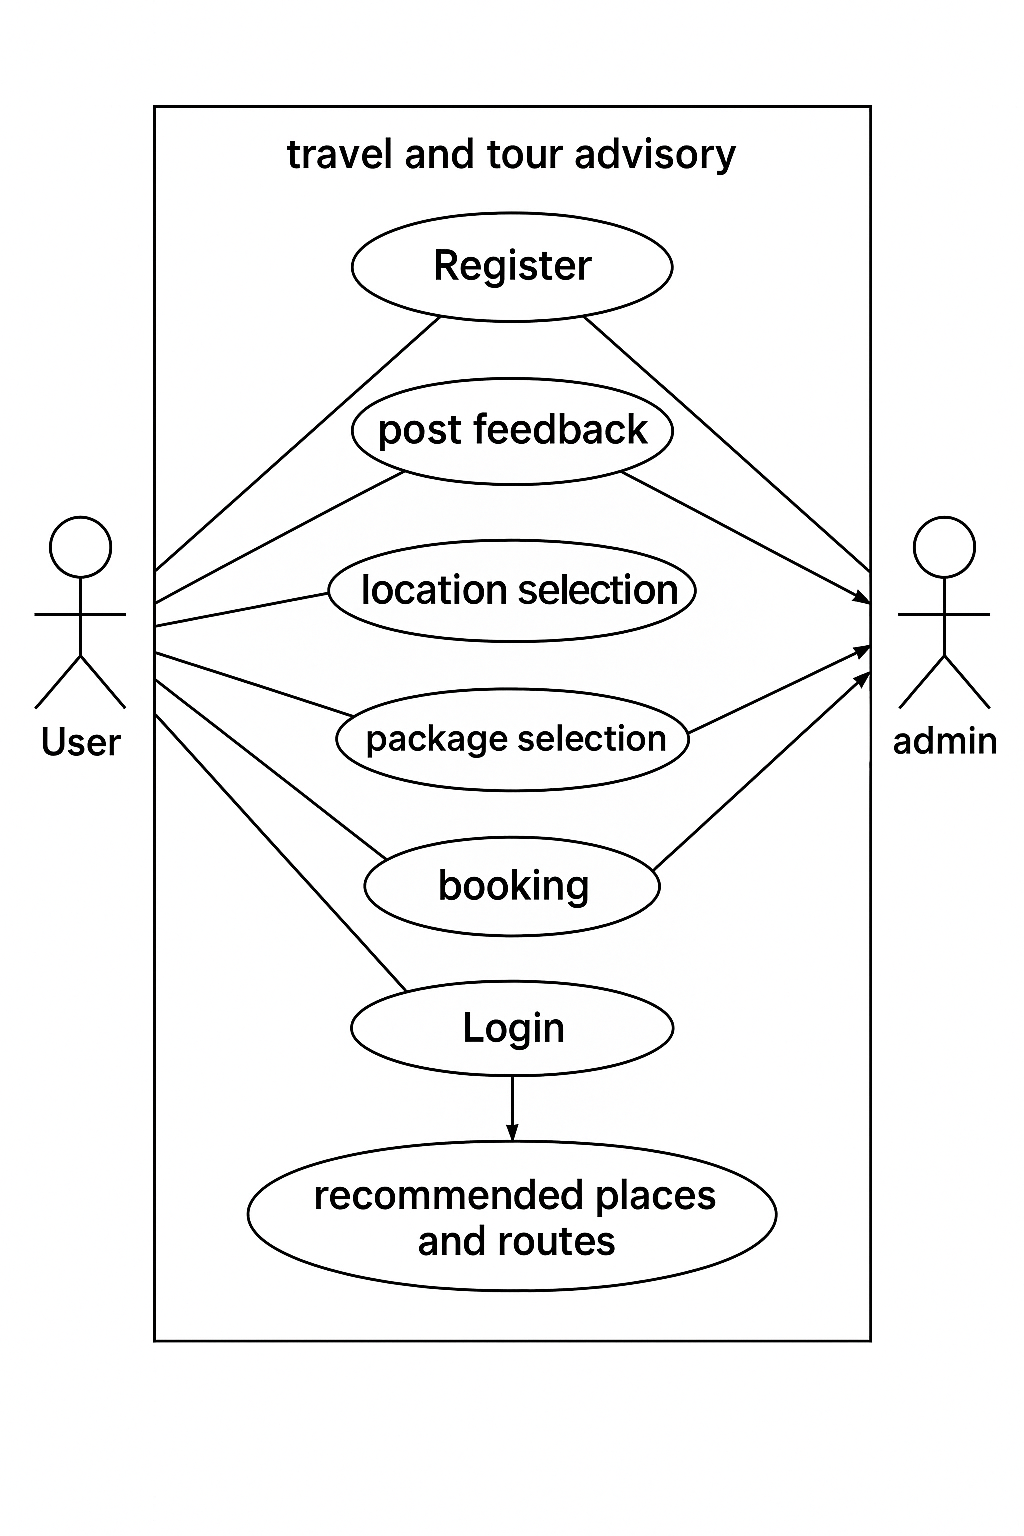 travel and tour advisory
Register
post feedback
location selection
User
admin
package selection
booking
Login
recommended places
and routes